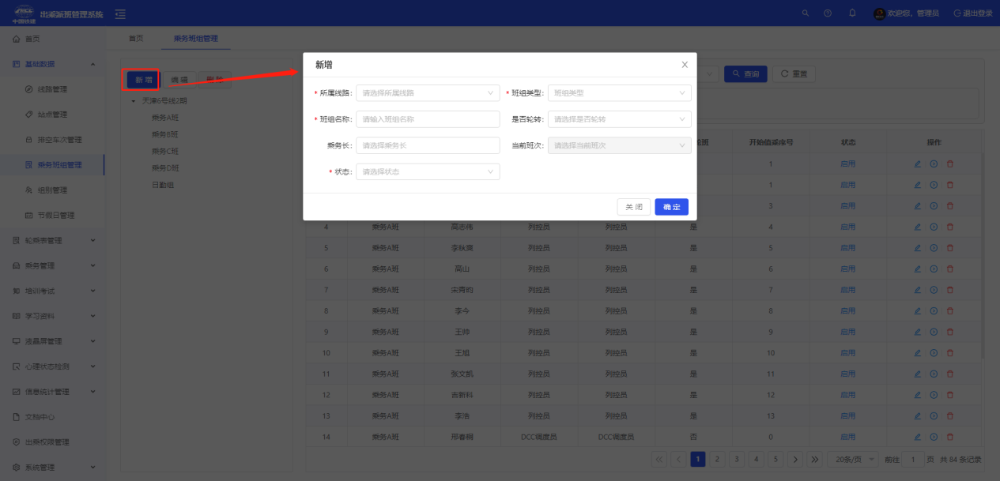 中国铁建 出乘派班管理系统 欢迎您，管理员 退出登录
首页 首页 乘务班组管理
基础数据
线路管理
站点管理
排空车次管理
乘务班组管理
组别管理
节假日管理
轮乘表管理
乘务管理
培训考试
学习资料
液晶屏管理
心理状态检测
信息统计管理
文档中心
出乘权限管理
系统管理
新 增 编 辑 删 除
天津6号线2期
乘务A班
乘务B班
乘务C班
乘务D班
日勤组
新增
* 所属线路: 请选择所属线路 * 班组类型: 班组类型
* 班组名称: 请输入班组名称 是否轮转: 请选择是否轮转
乘务长: 请选择乘务长 当前班次: 请选择当前班次
* 状态: 请选择状态
关 闭 确 定
查询 重置
轮班 开始值乘序号 状态 操作
1 启用
1 启用
3 启用
4 乘务A班 高志伟 列控员 列控员 是 4 启用
5 乘务A班 李秋爽 列控员 列控员 是 5 启用
6 乘务A班 高山 列控员 列控员 是 6 启用
7 乘务A班 宋霄昀 列控员 列控员 是 7 启用
8 乘务A班 李今 列控员 列控员 是 8 启用
9 乘务A班 王帅 列控员 列控员 是 9 启用
10 乘务A班 王旭 列控员 列控员 是 10 启用
11 乘务A班 张文凯 列控员 列控员 是 11 启用
12 乘务A班 吉新科 列控员 列控员 是 12 启用
13 乘务A班 李浩 列控员 列控员 是 13 启用
14 乘务A班 邢春桐 DCC调度员 DCC调度员 否 0 启用
1 2 3 4 5 20条/页 前往 1 页 共 84 条记录